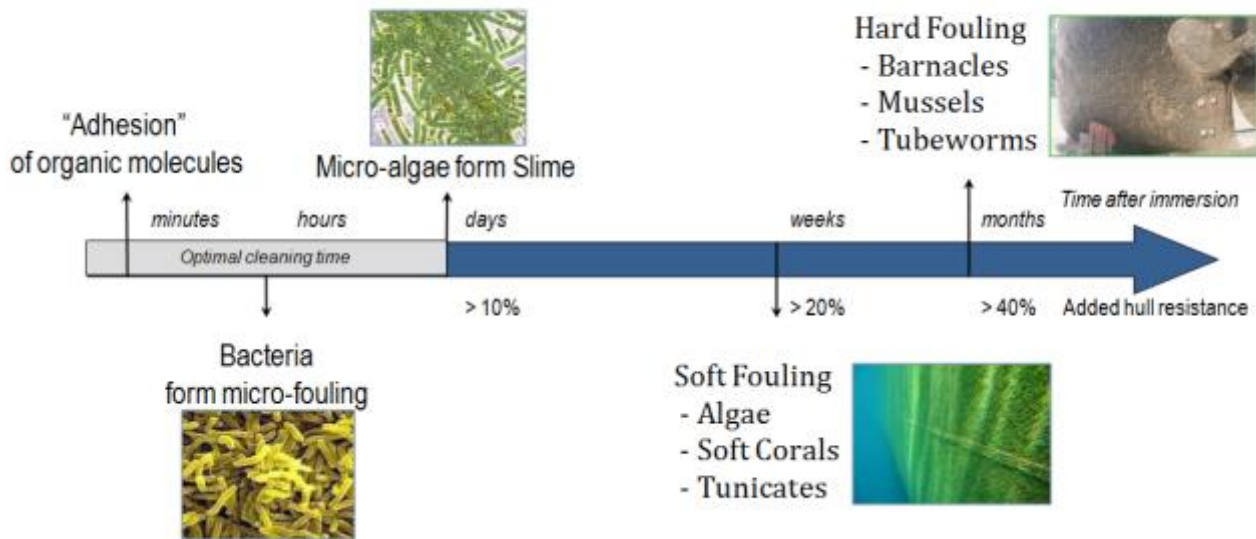 "Adhesion"
of organic molecules
Micro-algae form Slime
Hard Fouling
- Barnacles
- Mussels
- Tubeworms
minutes
hours
days
weeks
months
Time after immersion
Optimal cleaning time
> 10%
> 20%
> 40%
Added hull resistance
Bacteria
form micro-fouling
Soft Fouling
- Algae
- Soft Corals
- Tunicates